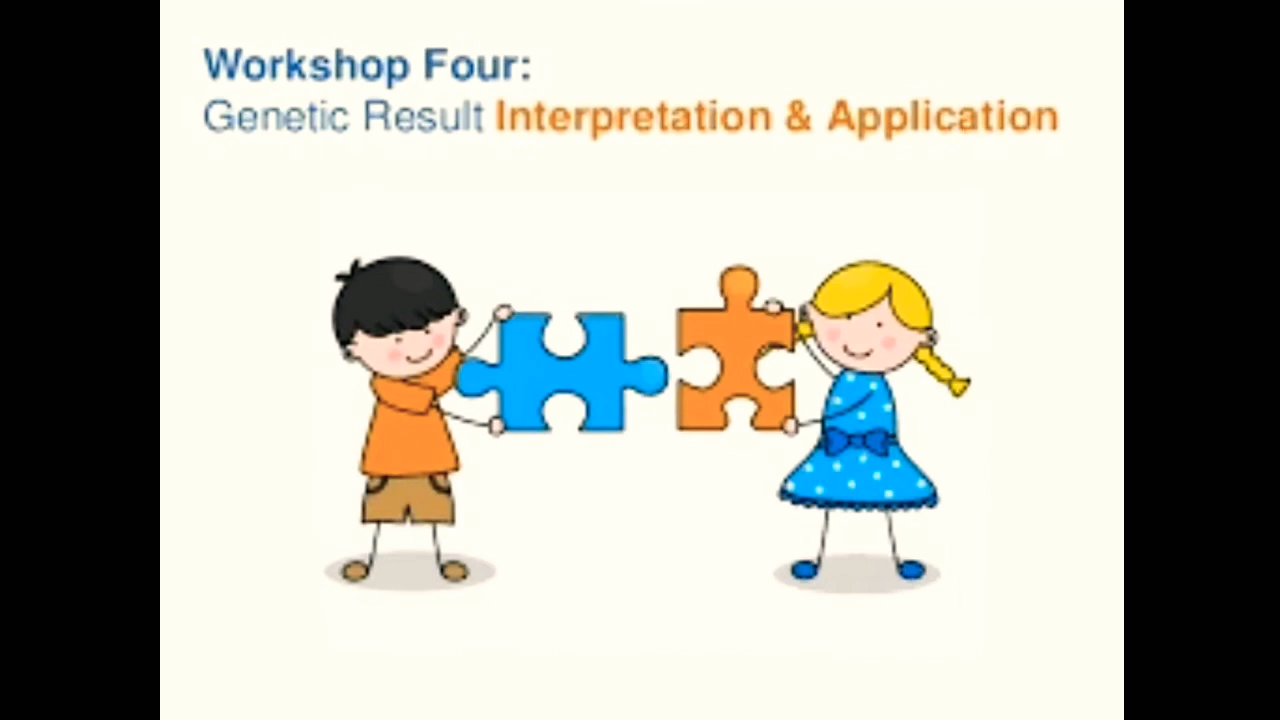 Workshop Four:
Genetic Result Interpretation & Application